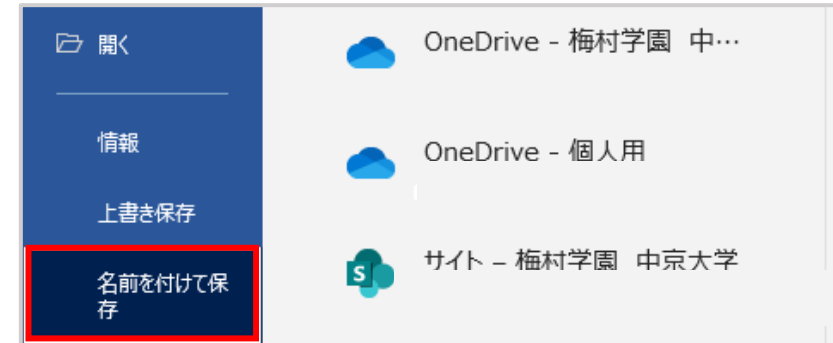 開く
情報
上書き保存
名前を付けて保
存
OneDrive - 梅村学園 中…
OneDrive - 個人用
S
サイト – 梅村学園 中京大学